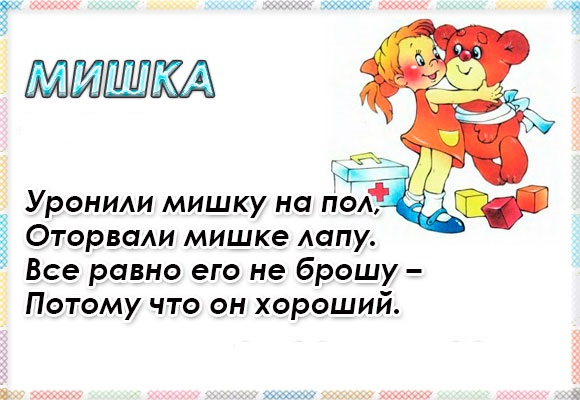 МИШКА
Уронили мишку на пол,
Оторвали мишке лапу.
Все равно его не брошу –
Потому что он хороший.